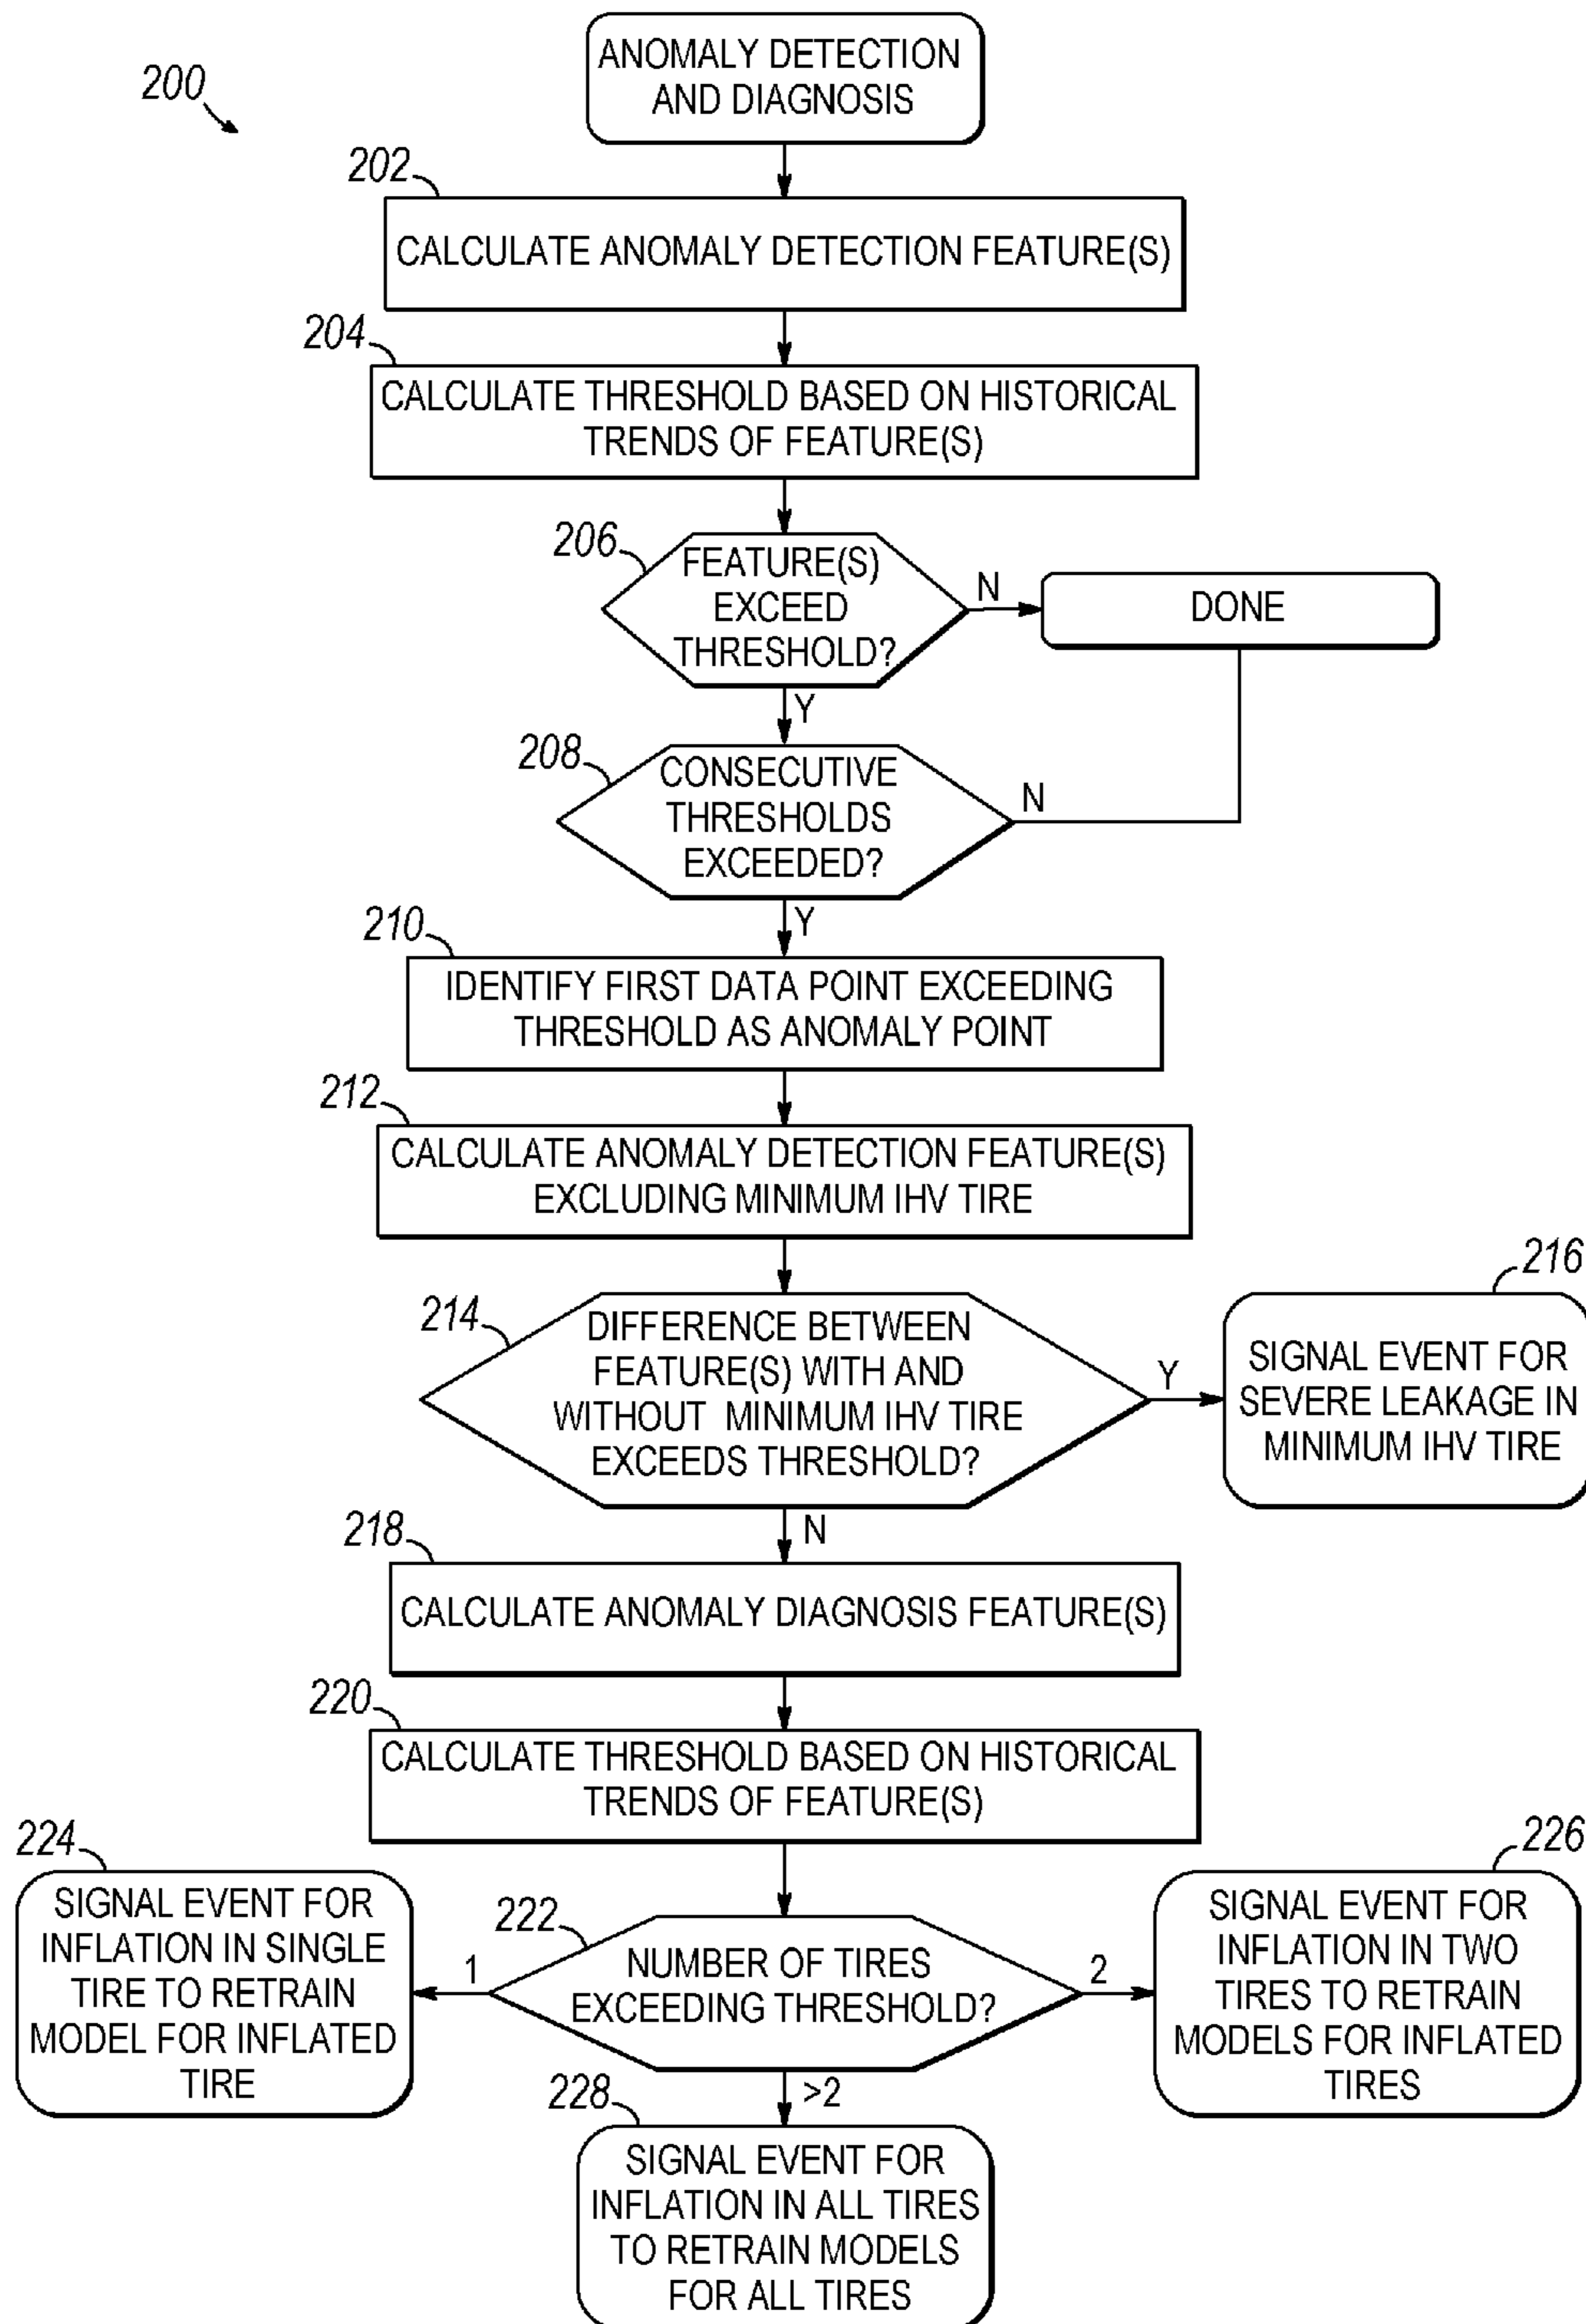 200
ANOMALY DETECTION
AND DIAGNOSIS
202
CALCULATE ANOMALY DETECTION FEATURE(S)
204
CALCULATE THRESHOLD BASED ON HISTORICAL
TRENDS OF FEATURE(S)
206
FEATURE(S)
EXCEED
THRESHOLD?
N
DONE
Y
208
CONSECUTIVE
THRESHOLDS
EXCEEDED?
N
Y
210
IDENTIFY FIRST DATA POINT EXCEEDING
THRESHOLD AS ANOMALY POINT
212
CALCULATE ANOMALY DETECTION FEATURE(S)
EXCLUDING MINIMUM IHV TIRE
214
DIFFERENCE BETWEEN
FEATURE(S) WITH AND
WITHOUT MINIMUM IHV TIRE
EXCEEDS THRESHOLD?
Y
216
SIGNAL EVENT FOR
SEVERE LEAKAGE IN
MINIMUM IHV TIRE
N
218
CALCULATE ANOMALY DIAGNOSIS FEATURE(S)
220
CALCULATE THRESHOLD BASED ON HISTORICAL
TRENDS OF FEATURE(S)
222
NUMBER OF TIRES
EXCEEDING THRESHOLD?
1
224
SIGNAL EVENT FOR
INFLATION IN SINGLE
TIRE TO RETRAIN
MODEL FOR INFLATED
TIRE
2
226
SIGNAL EVENT FOR
INFLATION IN TWO
TIRES TO RETRAIN
MODELS FOR INFLATED
TIRES
>2
228
SIGNAL EVENT FOR
INFLATION IN ALL TIRES
TO RETRAIN MODELS
FOR ALL TIRES